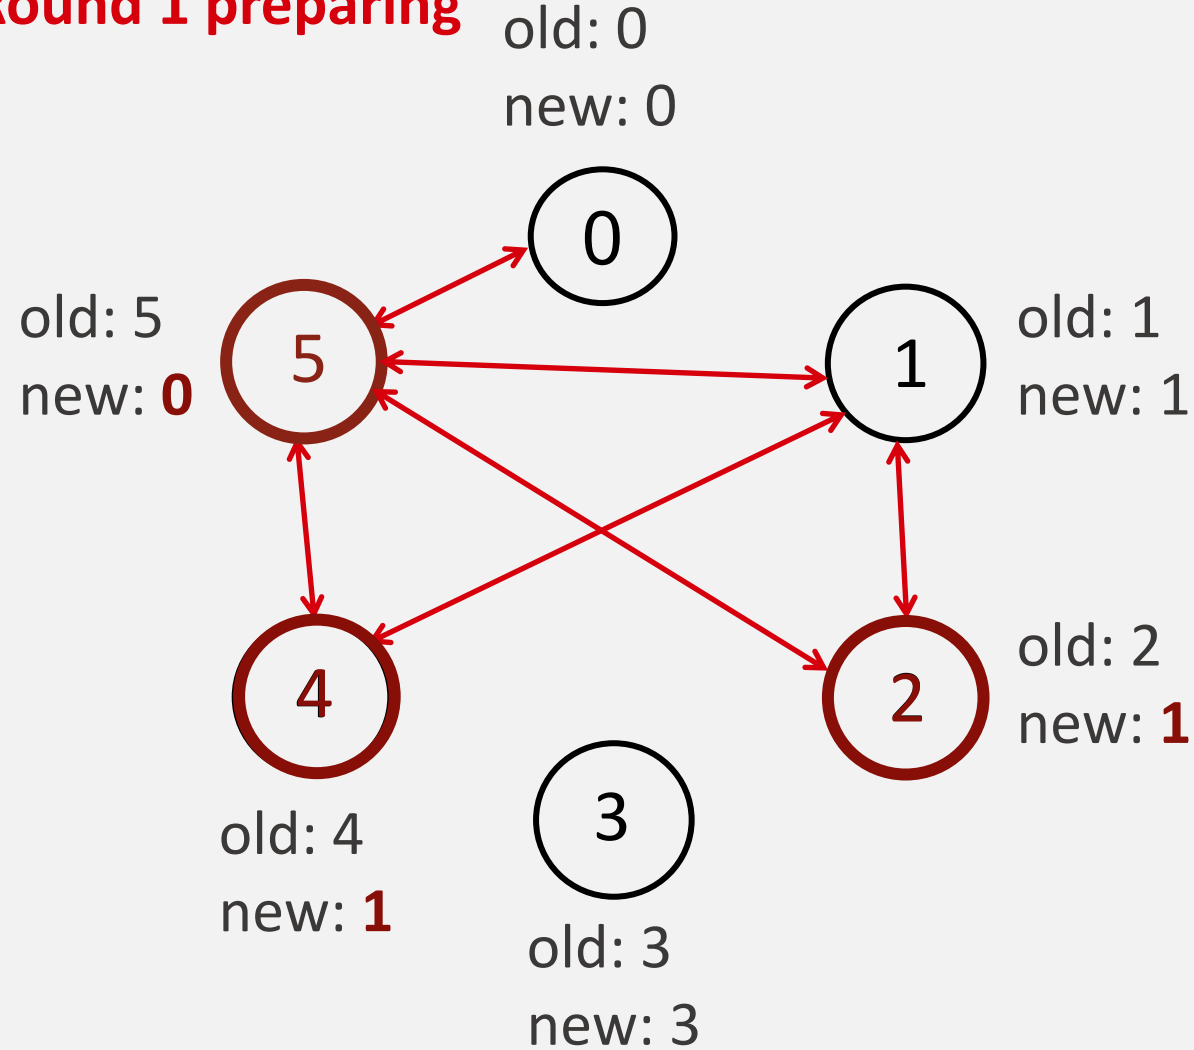 Round 1 preparing
old: 0
new: 0
0
old: 5
new: 0
5
1
old: 1
new: 1
4
2
old: 2
new: 1
old: 4
new: 1
3
old: 3
new: 3